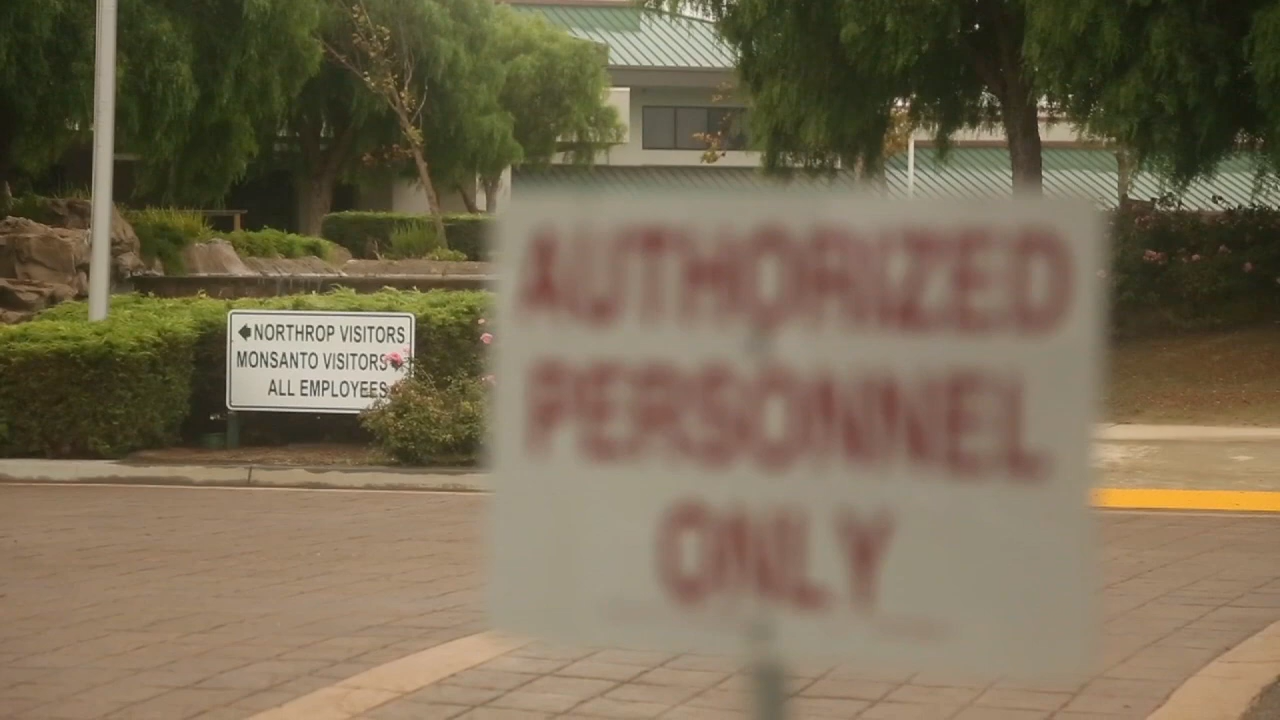 NORTHROP VISITORS
MONSANTO VISITORS
ALL EMPLOYEES
AUTHORIZED
PERSONNEL
ONLY